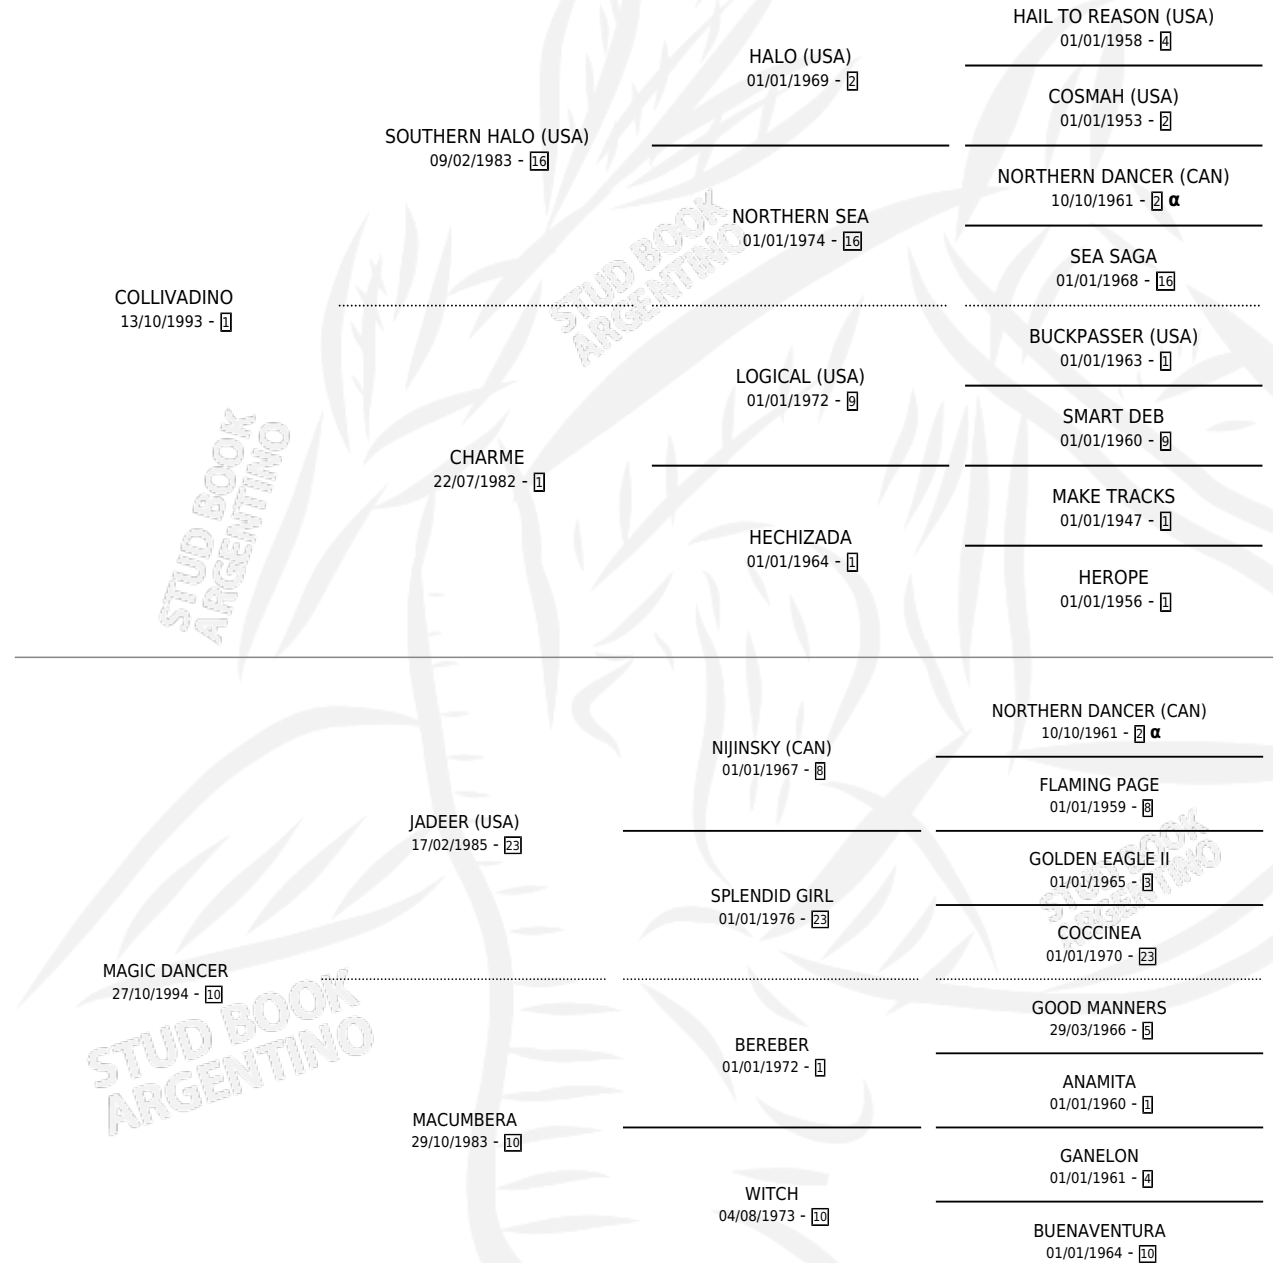 HAIL TO REASON (USA)
01/01/1958 - 4
HALO (USA)
01/01/1969 - 2
COSMAH (USA)
01/01/1953 - 2
SOUTHERN HALO (USA)
09/02/1983 - 16
NORTHERN DANCER (CAN)
10/10/1961 - 2 α
NORTHERN SEA
01/01/1974 - 16
SEA SAGA
01/01/1968 - 16
STUD BOOK
ARGENTINO
COLLIVADINO
13/10/1993 - 1
BUCKPASSER (USA)
01/01/1963 - 1
LOGICAL (USA)
01/01/1972 - 9
SMART DEB
01/01/1960 - 9
CHARME
22/07/1982 - 1
MAKE TRACKS
01/01/1947 - 1
HECHIZADA
01/01/1964 - 1
HEROPE
01/01/1956 - 1
STUD BOOK
ARGENTINO
NORTHERN DANCER (CAN)
10/10/1961 - 2 α
NIJINSKY (CAN)
01/01/1967 - 8
FLAMING PAGE
01/01/1959 - 8
JADEER (USA)
17/02/1985 - 23
GOLDEN EAGLE II
01/01/1965 - 3
SPLENDID GIRL
01/01/1976 - 23
COCCINEA
01/01/1970 - 23
STUD BOOK
ARGENTINO
MAGIC DANCER
27/10/1994 - 10
GOOD MANNERS
29/03/1966 - 5
BEREBER
01/01/1972 - 1
ANAMITA
01/01/1960 - 1
MACUMBERA
29/10/1983 - 10
GANELON
01/01/1961 - 4
WITCH
04/08/1973 - 10
BUENAVENTURA
01/01/1964 - 10
STUD BOOK
ARGENTINO